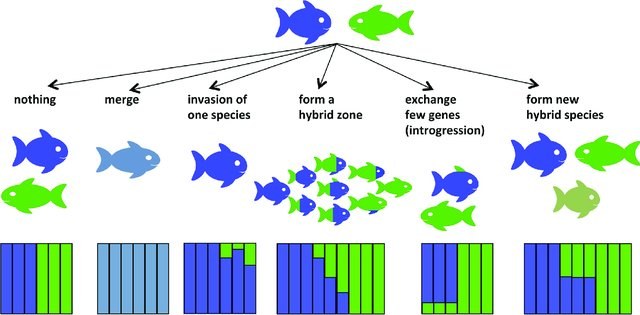 nothing
merge
invasion of
one species
form a
hybrid zone
exchange
few genes
(introgression)
form new
hybrid species